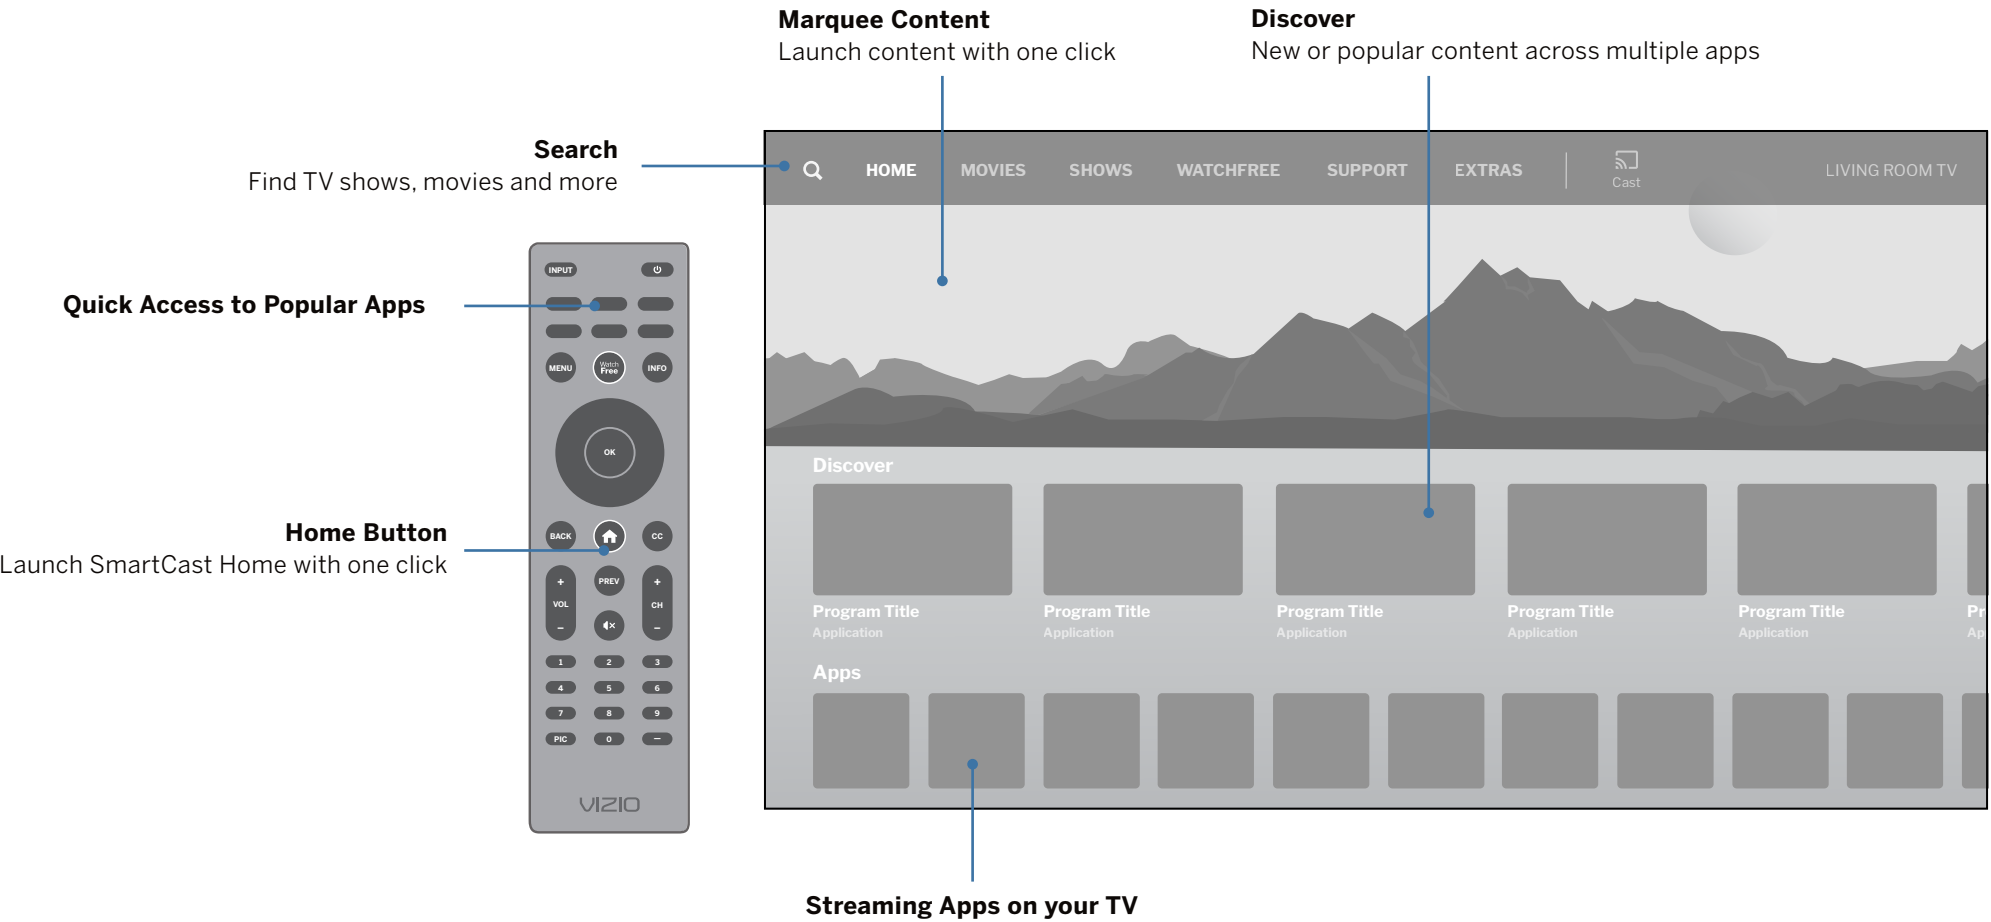 Marquee Content
Launch content with one click
Discover
New or popular content across multiple apps
Search
Find TV shows, movies and more
Quick Access to Popular Apps
Home Button
Launch SmartCast Home with one click
INPUT
MENU
Watch
Free
INFO
OK
BACK
CC
+
VOL
–
PREV
+
CH
–
1 2 3
4 5 6
7 8 9
PIC 0 –
VIZIO
HOME MOVIES SHOWS WATCHFREE SUPPORT EXTRAS Cast LIVING ROOM TV
Discover
Program Title Program Title Program Title Program Title Program Title Pr
Application Application Application Application Application Ap
Apps
Streaming Apps on your TV